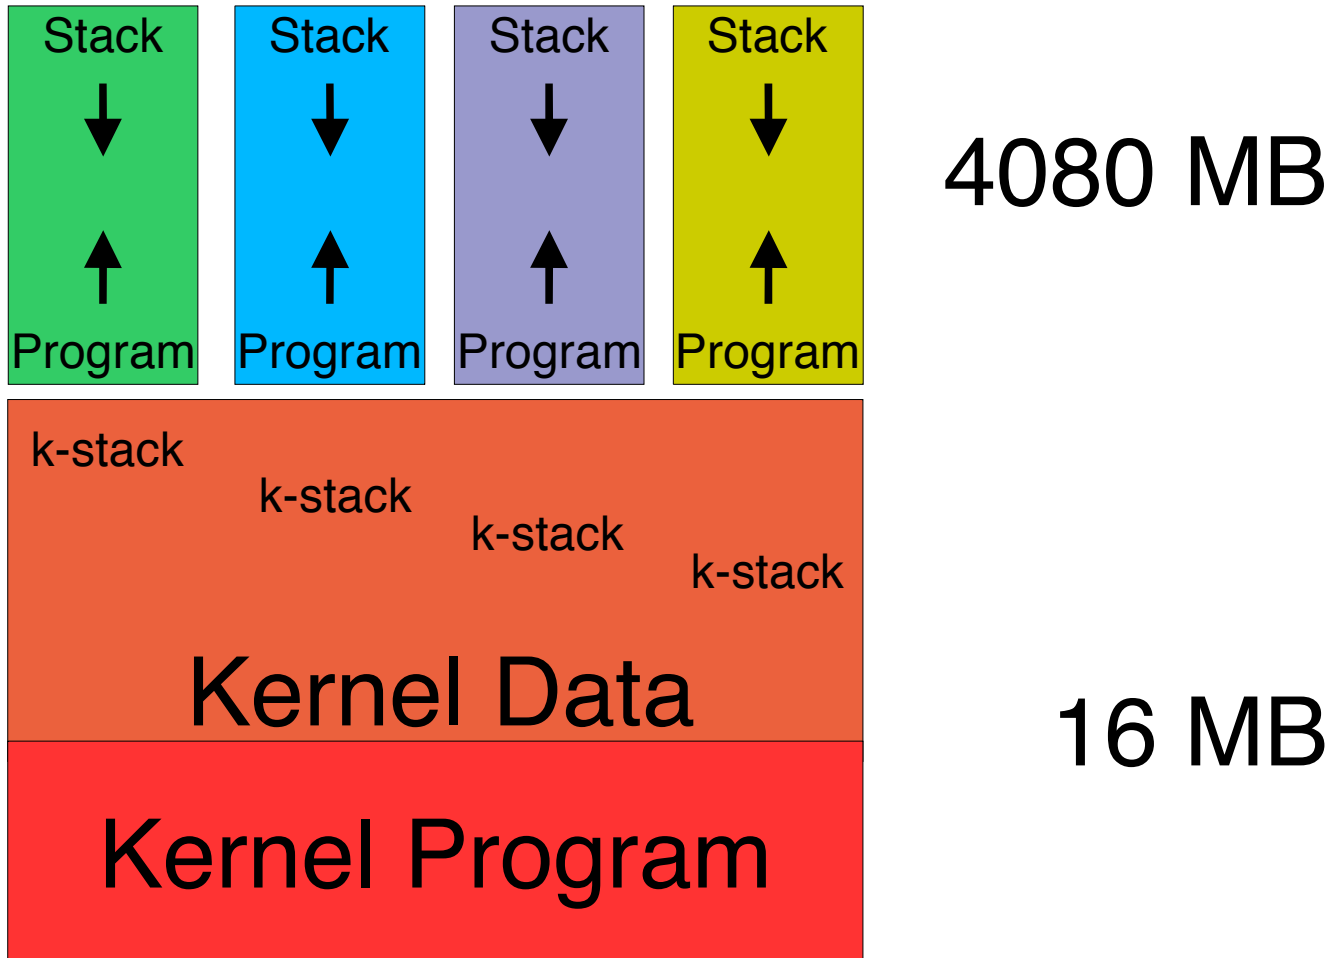 Stack Stack Stack Stack
4080 MB
Program Program Program Program
k-stack
k-stack
k-stack
k-stack
Kernel Data
16 MB
Kernel Program